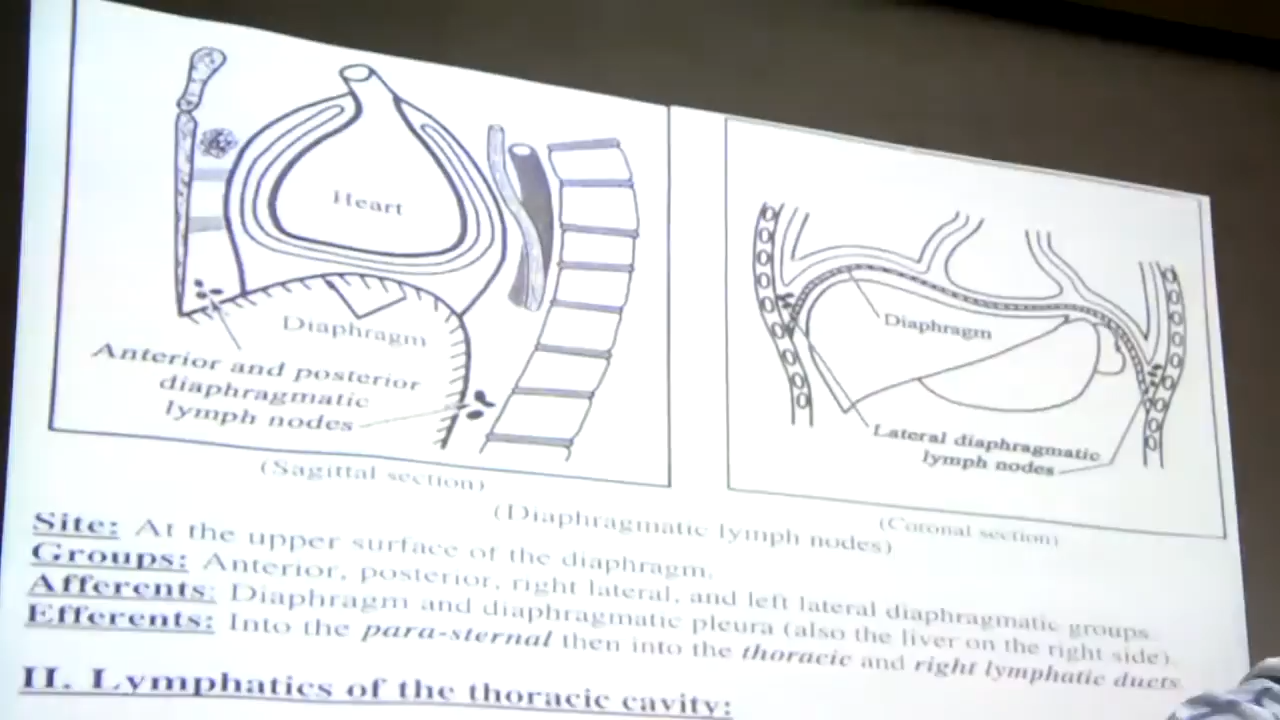 Heart
Diaphragm
Anterior and posterior
diaphragmatic
lymph nodes
(Sagittal section)
Diaphragm
Lateral diaphragmatic
lymph nodes
(Coronal section)
(Diaphragmatic lymph nodes)
Site: At the upper surface of the diaphragm.
Groups: Anterior, posterior, right lateral, and left lateral diaphragmatic groups.
Afferents: Diaphragm and diaphragmatic pleura (also the liver on the right side).
Efferents: Into the para-sternal then into the thoracic and right lymphatic ducts.
II. Lymphatics of the thoracic cavity: